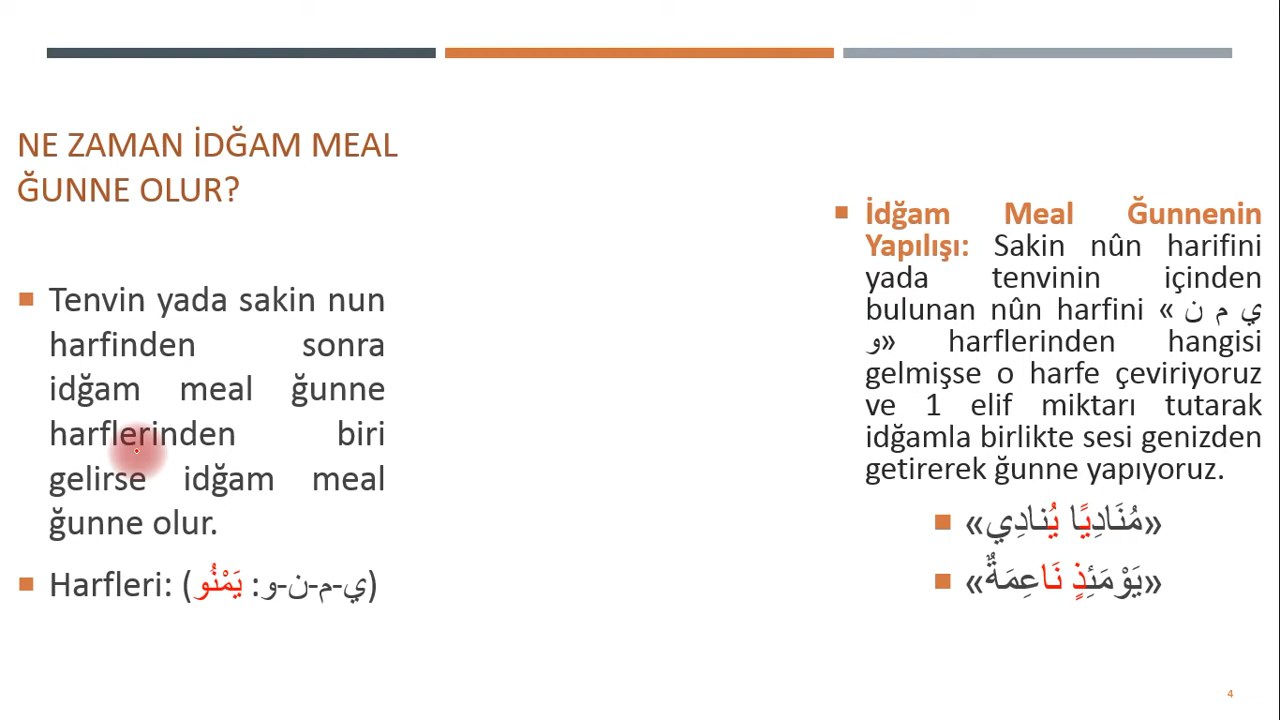 NE ZAMAN İDĞAM MEAL
ĞUNNE OLUR?
Tenvin yada sakin nun
harfinden sonra
idğam meal ğunne
harflerinden biri
gelirse idğam meal
ğunne olur.
Harfleri: (ي-م-ن-و: يَمْنُو)
İdğam Meal Ğunnenin
Yapılışı: Sakin nûn harifini
yada tenvinin içinden
bulunan nûn harfini « ي م ن
و» harflerinden hangisi
gelmişse o harfe çeviriyoruz
ve 1 elif miktarı tutarak
idğamla birlikte sesi genizden
getirerek ğunne yapıyoruz.
«مُنَادِيًا يُنادِي»
«يَوْمَئِذٍ نَاعِمَةٌ»
4